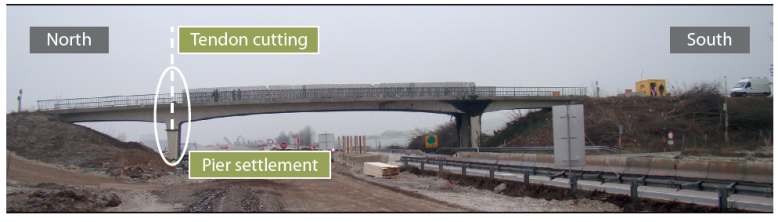 North
Tendon cutting
South
Pier settlement